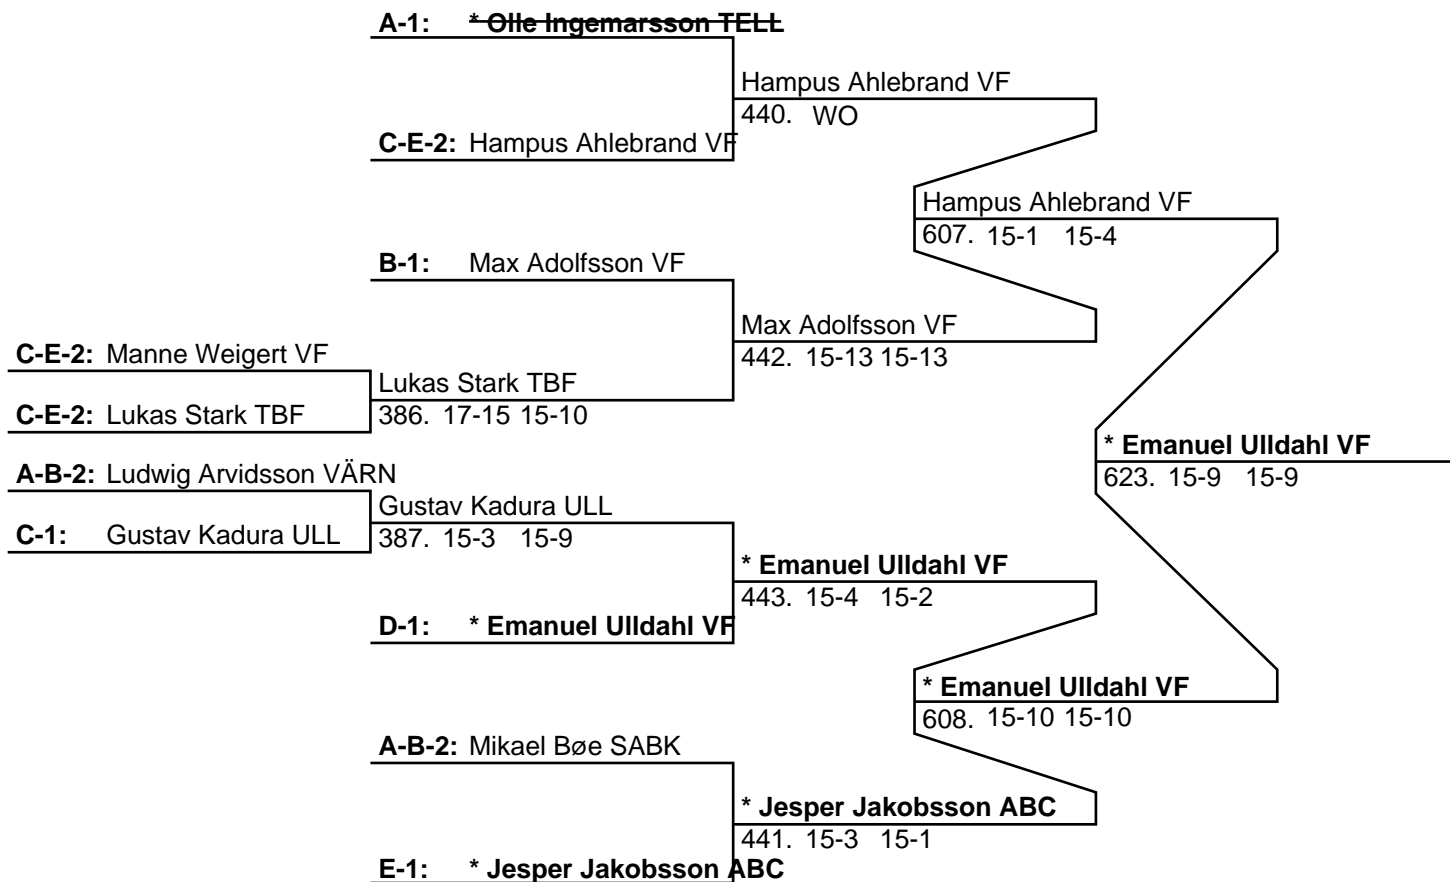 A-1: * Olle Ingemarsson TELL
Hampus Ahlebrand VF
440. WO
C-E-2: Hampus Ahlebrand VF
Hampus Ahlebrand VF
607. 15-1 15-4
B-1: Max Adolfsson VF
Max Adolfsson VF
442. 15-13 15-13
C-E-2: Manne Weigert VF
Lukas Stark TBF
386. 17-15 15-10
C-E-2: Lukas Stark TBF
* Emanuel Ulldahl VF
623. 15-9 15-9
A-B-2: Ludwig Arvidsson VÄRN
Gustav Kadura ULL
387. 15-3 15-9
C-1: Gustav Kadura ULL
* Emanuel Ulldahl VF
443. 15-4 15-2
D-1: * Emanuel Ulldahl VF
* Emanuel Ulldahl VF
608. 15-10 15-10
A-B-2: Mikael Bøe SABK
* Jesper Jakobsson ABC
441. 15-3 15-1
E-1: * Jesper Jakobsson ABC